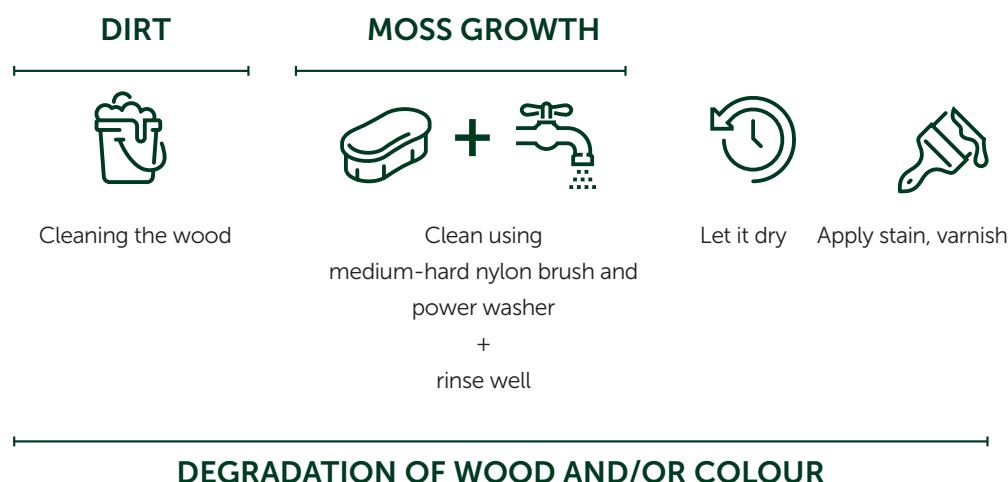 DIRT
MOSS GROWTH
Cleaning the wood
Clean using
medium-hard nylon brush and
power washer
+
rinse well
Let it dry
Apply stain, varnish
DEGRADATION OF WOOD AND/OR COLOUR